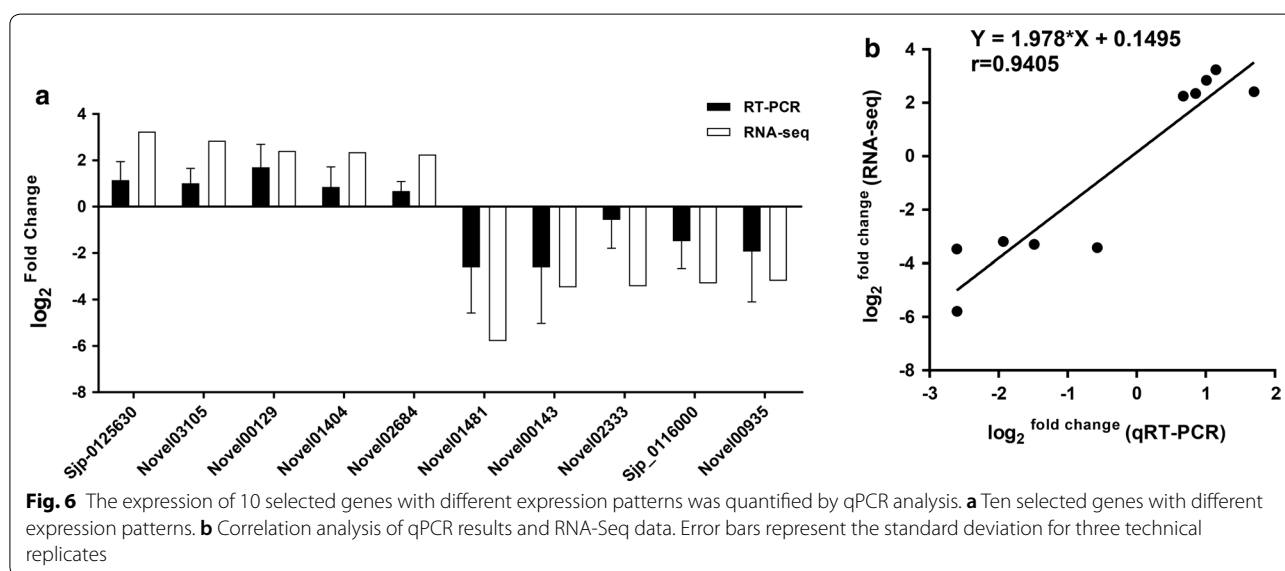 a
RT-PCR
RNA-seq
log2 Fold Change
4
2
0
-2
-4
-6
-8
Sjp-0125630
Novel03105
Novel00129
Novel01404
Novel02684
Novel01481
Novel00143
Novel02333
Sjp_0116000
Novel00935
b
Y = 1.978*X + 0.1495
r=0.9405
log2 fold change (RNA-seq)
4
2
0
-2
-4
-6
-8
-3
-2
-1
0
1
2
log2 fold change (qRT-PCR)
Fig. 6 The expression of 10 selected genes with different expression patterns was quantified by qPCR analysis. a Ten selected genes with different
expression patterns. b Correlation analysis of qPCR results and RNA-Seq data. Error bars represent the standard deviation for three technical
replicates